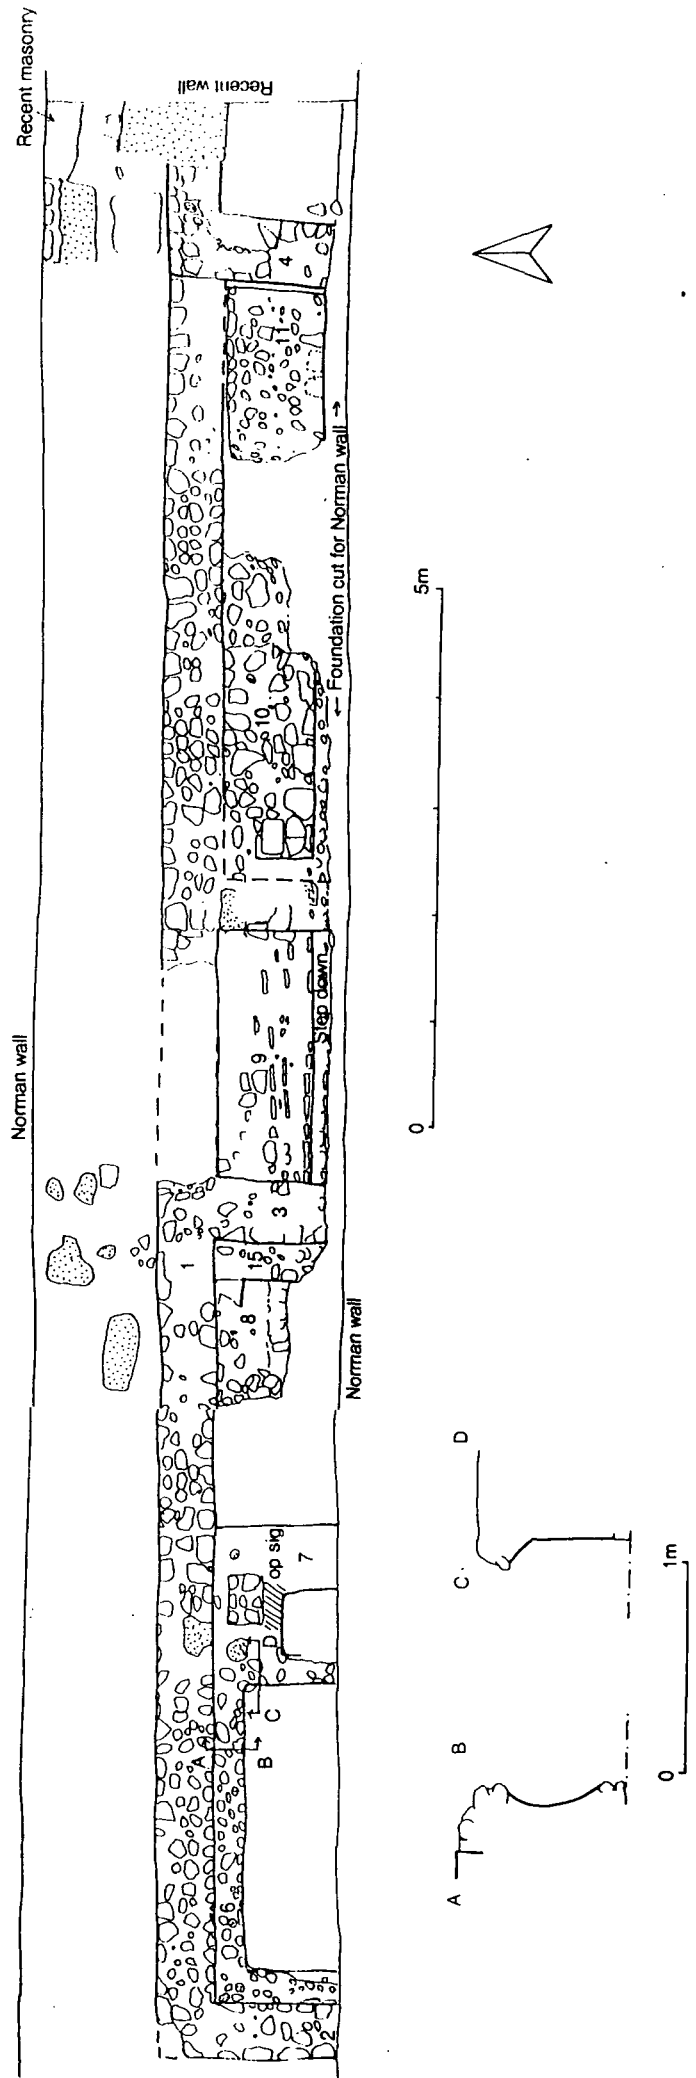 Recent masonry
Recent wall
4
11
← Foundation cut for Norman wall →
10
5m
Step down
9
Norman wall
0
3
1
15
8
Norman wall
op sig
7
D
C
A
B
6
2
A
B
C
D
0
1m